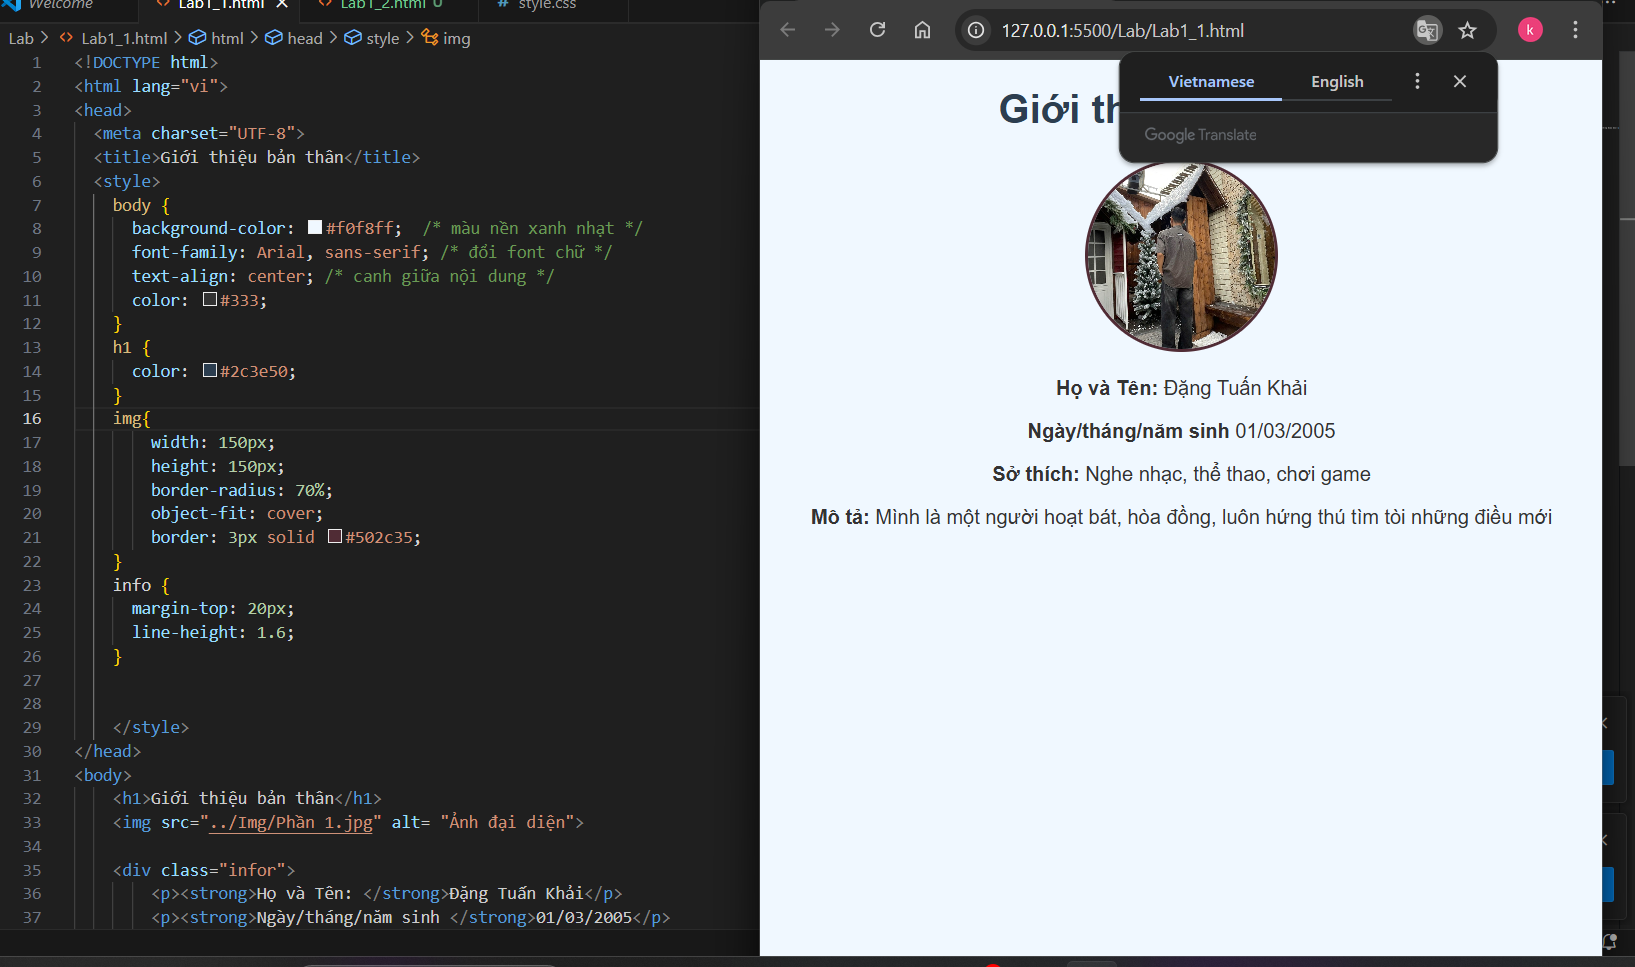 Welcome
Lab1_1.html
Lab1_2.html U
# style.css
Lab > Lab1_1.html > html > head > style > img
1 <!DOCTYPE html>
2 <html lang="vi">
3 <head>
4 <meta charset="UTF-8">
5 <title>Giới thiệu bản thân</title>
6 <style>
7 body {
8 background-color: #f0f8ff; /* màu nền xanh nhạt */
9 font-family: Arial, sans-serif; /* đổi font chữ */
10 text-align: center; /* canh giữa nội dung */
11 color: #333;
12 }
13 h1 {
14 color: #2c3e50;
15 }
16 img{
17 width: 150px;
18 height: 150px;
19 border-radius: 70%;
20 object-fit: cover;
21 border: 3px solid #502c35;
22 }
23 info {
24 margin-top: 20px;
25 line-height: 1.6;
26 }
27
28
29 </style>
30 </head>
31 <body>
32 <h1>Giới thiệu bản thân</h1>
33 <img src="../Img/Phần 1.jpg" alt= "Ảnh đại diện">
34
35 <div class="infor">
36 <p><strong>Họ và Tên: </strong>Đặng Tuấn Khải</p>
37 <p><strong>Ngày/tháng/năm sinh </strong>01/03/2005</p>
127.0.0.1:5500/Lab/Lab1_1.html
k
Vietnamese English
Google Translate
Giới
Họ và Tên: Đặng Tuấn Khải
Ngày/tháng/năm sinh 01/03/2005
Sở thích: Nghe nhạc, thể thao, chơi game
Mô tả: Mình là một người hoạt bát, hòa đồng, luôn hứng thú tìm tòi những điều mới